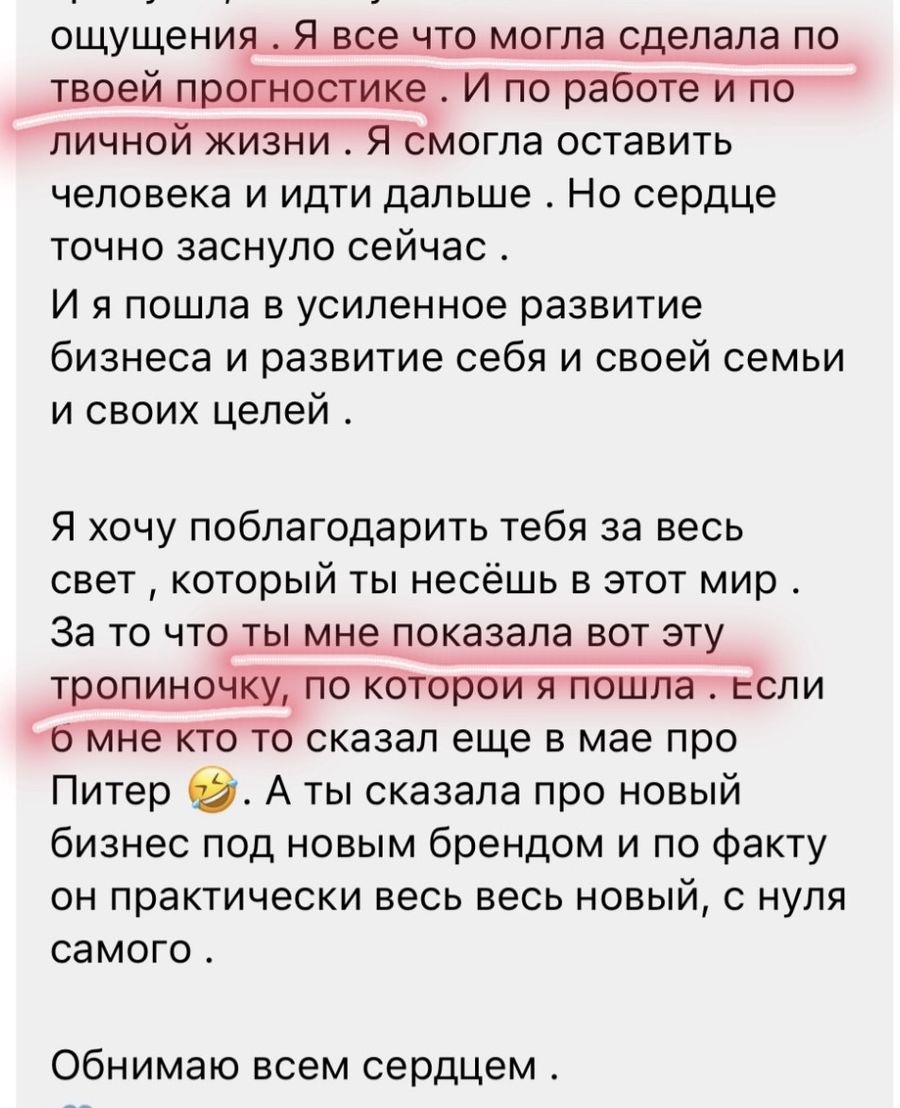 ощущения . Я все что могла сделала по
твоей прогностике . И по работе и по
личной жизни . Я смогла оставить
человека и идти дальше . Но сердце
точно заснуло сейчас .
И я пошла в усиленное развитие
бизнеса и развитие себя и своей семьи
и своих целей .
Я хочу поблагодарить тебя за весь
свет , который ты несёшь в этот мир .
За то что ты мне показала вот эту
тропиночку, по которой я пошла . Если
б мне кто то сказал еще в мае про
Питер 🤣. А ты сказала про новый
бизнес под новым брендом и по факту
он практически весь весь новый, с нуля
самого .
Обнимаю всем сердцем .